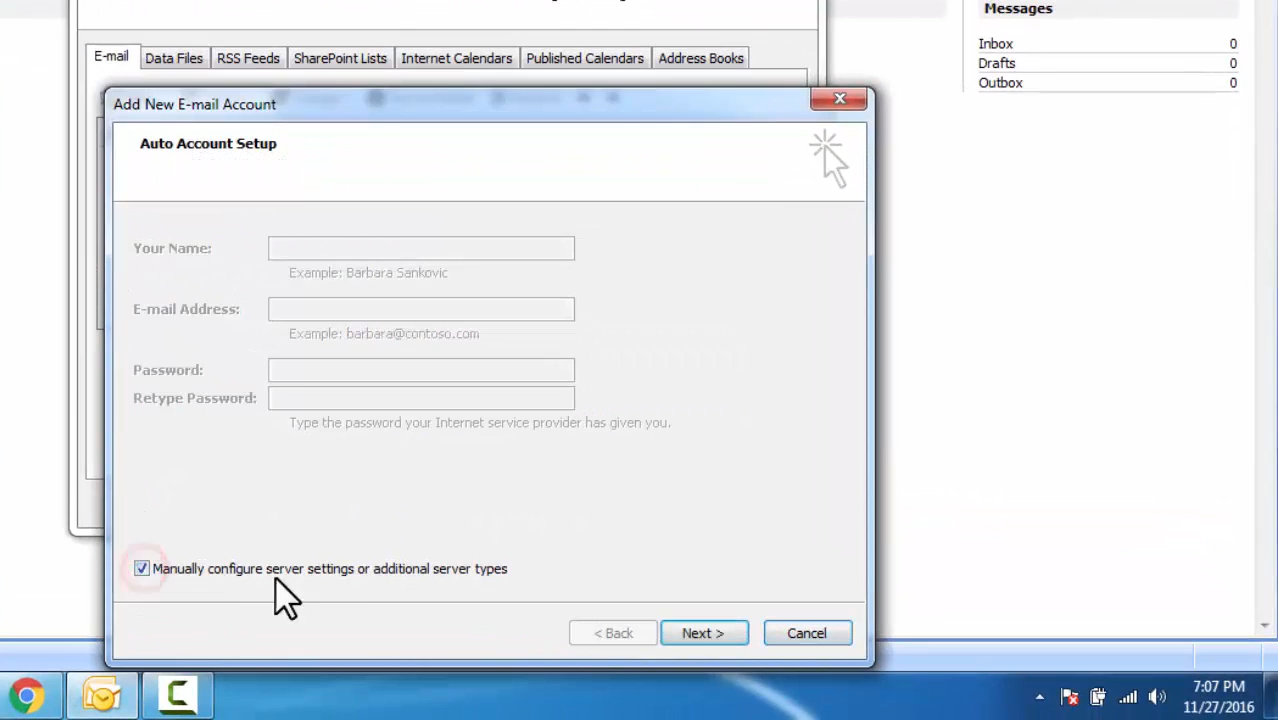 Messages
Inbox 0
Drafts 0
Outbox 0
E-mail Data Files RSS Feeds SharePoint Lists Internet Calendars Published Calendars Address Books
Add New E-mail Account
Auto Account Setup
Your Name:
Example: Barbara Sankovic
E-mail Address:
Example: barbara@contoso.com
Password:
Retype Password:
Type the password your Internet service provider has given you.
Manually configure server settings or additional server types
< Back Next > Cancel
7:07 PM
11/27/2016